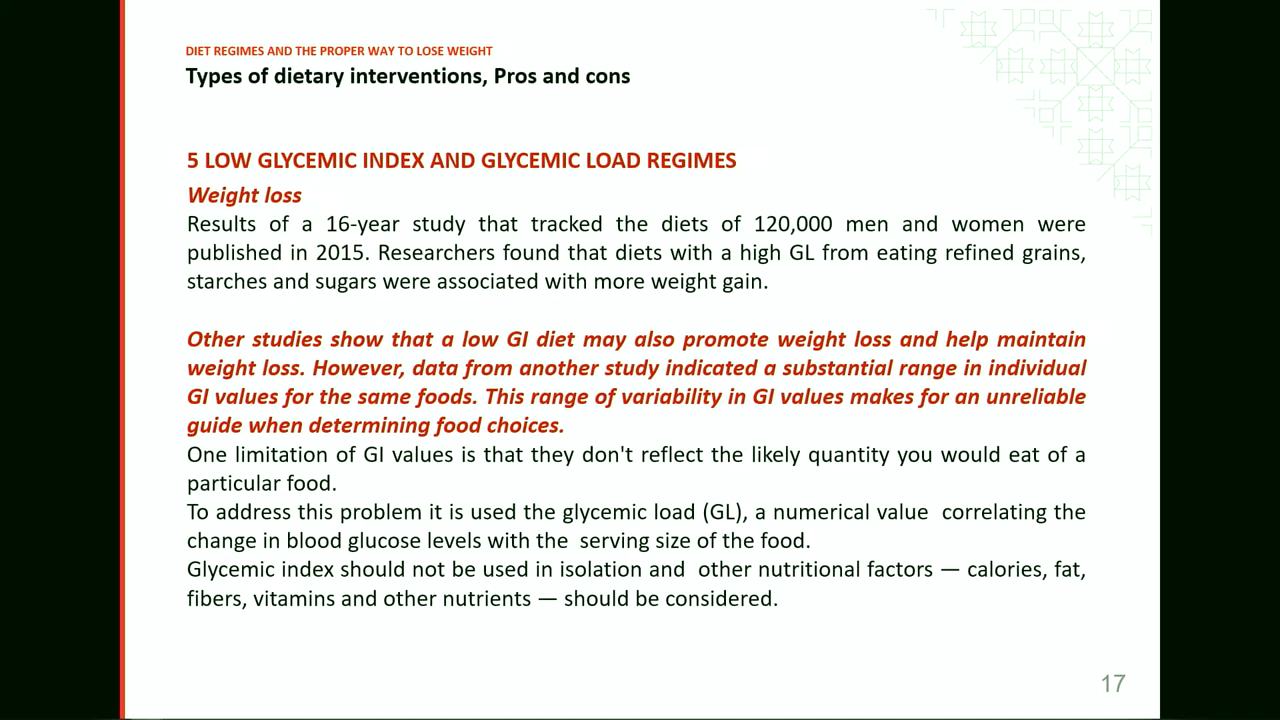 DIET REGIMES AND THE PROPER WAY TO LOSE WEIGHT
Types of dietary interventions, Pros and cons
5 LOW GLYCEMIC INDEX AND GLYCEMIC LOAD REGIMES
Weight loss
Results of a 16-year study that tracked the diets of 120,000 men and women were
published in 2015. Researchers found that diets with a high GL from eating refined grains,
starches and sugars were associated with more weight gain.
Other studies show that a low GI diet may also promote weight loss and help maintain
weight loss. However, data from another study indicated a substantial range in individual
GI values for the same foods. This range of variability in GI values makes for an unreliable
guide when determining food choices.
One limitation of GI values is that they don't reflect the likely quantity you would eat of a
particular food.
To address this problem it is used the glycemic load (GL), a numerical value  correlating the
change in blood glucose levels with the  serving size of the food.
Glycemic index should not be used in isolation and  other nutritional factors — calories, fat,
fibers, vitamins and other nutrients — should be considered.
17